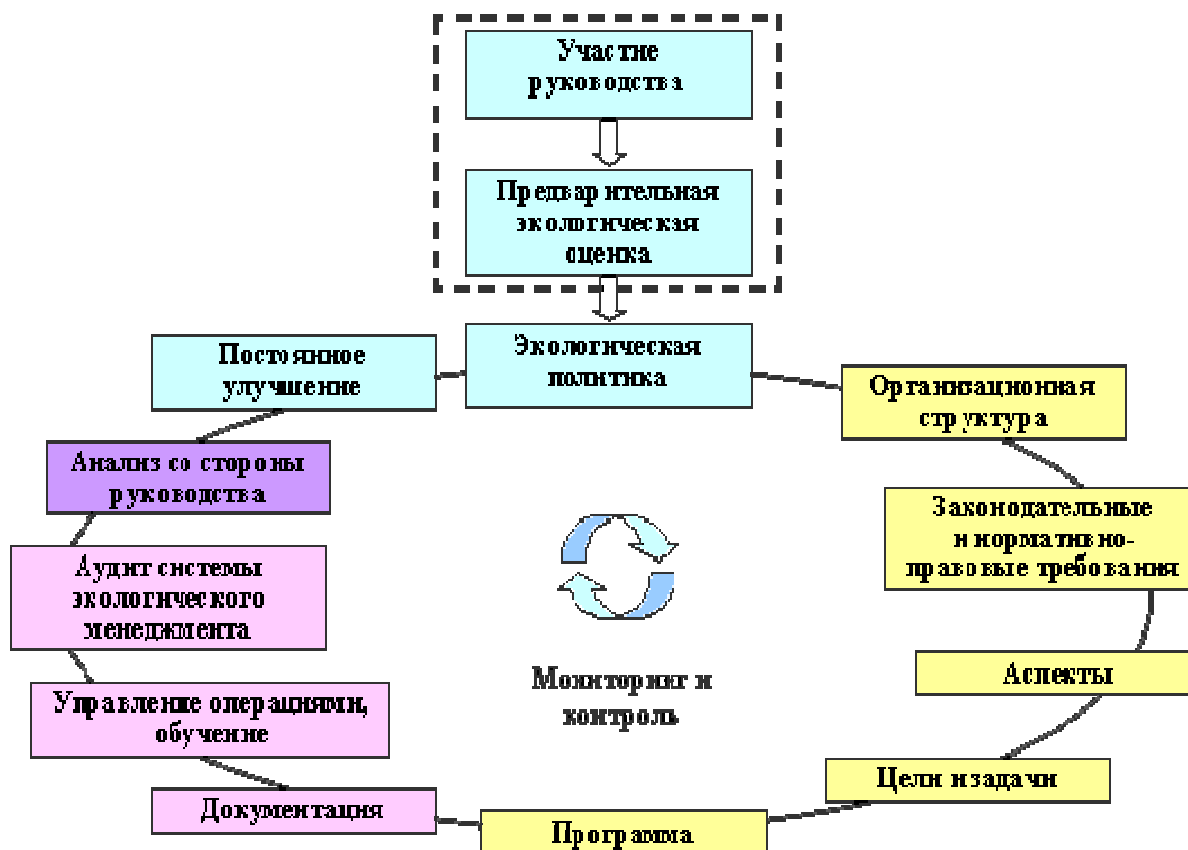 Участие
руководства
Предварительная
экологическая
оценка
Экологическая
политика
Постоянное
улучшение
Организационная
структура
Анализ со стороны
руководства
Законодательные
и нормативно-
правовые требования
Аудит системы
экологического
менеджмента
Аспекты
Мониторинг и
контроль
Управление операциями,
обучение
Цели и задачи
Документация
Программа